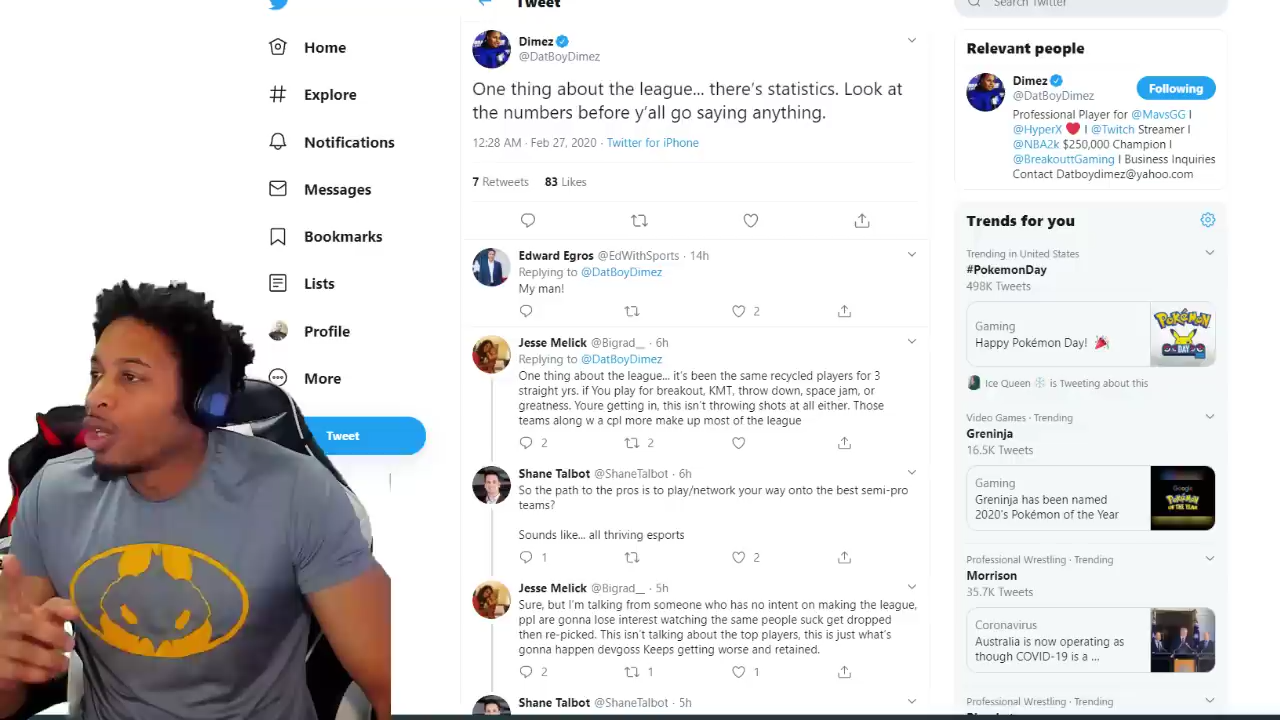 Home
Explore
Notifications
Messages
Bookmarks
Lists
Profile
More
Tweet
Tweet
Dimez
@DatBoyDimez
One thing about the league... there's statistics. Look at
the numbers before y'all go saying anything.
12:28 AM · Feb 27, 2020 · Twitter for iPhone
7 Retweets 83 Likes
Edward Egros @EdWithSports · 14h
Replying to @DatBoyDimez
My man!
2
Jesse Melick @Bigrad__ · 6h
Replying to @DatBoyDimez
One thing about the league... it's been the same recycled players for 3
straight yrs. if You play for breakout, KMT, throw down, space jam, or
greatness. Youre getting in, this isn't throwing shots at all either. Those
teams along w a cpl more make up most of the league
2 2
Shane Talbot @ShaneTalbot · 6h
So the path to the pros is to play/network your way onto the best semi-pro
teams?
Sounds like... all thriving esports
1 2
Jesse Melick @Bigrad__ · 5h
Sure, but I'm talking from someone who has no intent on making the league,
ppl are gonna lose interest watching the same people suck get dropped
then re-picked. This isn't talking about the top players, this is just what's
gonna happen devgoss Keeps getting worse and retained.
2 1 1
Shane Talbot @ShaneTalbot · 5h
Search Twitter
Relevant people
Dimez
@DatBoyDimez
Following
Professional Player for @MavsGG I
@HyperX ❤️ I @Twitch Streamer I
@NBA2k $250,000 Champion I
@BreakouttGaming I Business Inquiries
Contact Datboydimez@yahoo.com
Trends for you
Trending in United States
#PokemonDay
498K Tweets
Gaming
Happy Pokémon Day! 🎉
POKÉMON
DAY
Ice Queen ❄️ is Tweeting about this
Video Games · Trending
Greninja
16.5K Tweets
Gaming
Greninja has been named
2020's Pokémon of the Year
Google
Professional Wrestling · Trending
Morrison
35.7K Tweets
Coronavirus
Australia is now operating as
though COVID-19 is a ...
Professional Wrestling · Trending